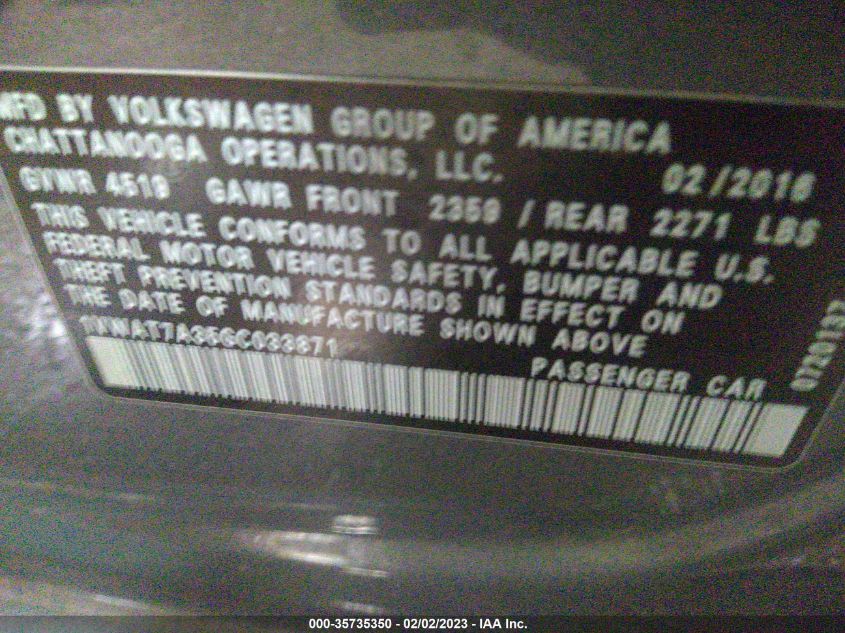 MFD BY VOLKSWAGEN GROUP OF AMERICA
CHATTANOOGA OPERATIONS, LLC. 02/2016
GVWR 4519 GAWR FRONT 2359 / REAR 2271 LBS
THIS VEHICLE CONFORMS TO ALL APPLICABLE U.S.
FEDERAL MOTOR VEHICLE SAFETY, BUMPER AND
THEFT PREVENTION STANDARDS IN EFFECT ON
THE DATE OF MANUFACTURE SHOWN ABOVE
PASSENGER CAR
000-35735350 - 02/02/2023 - IAA Inc.